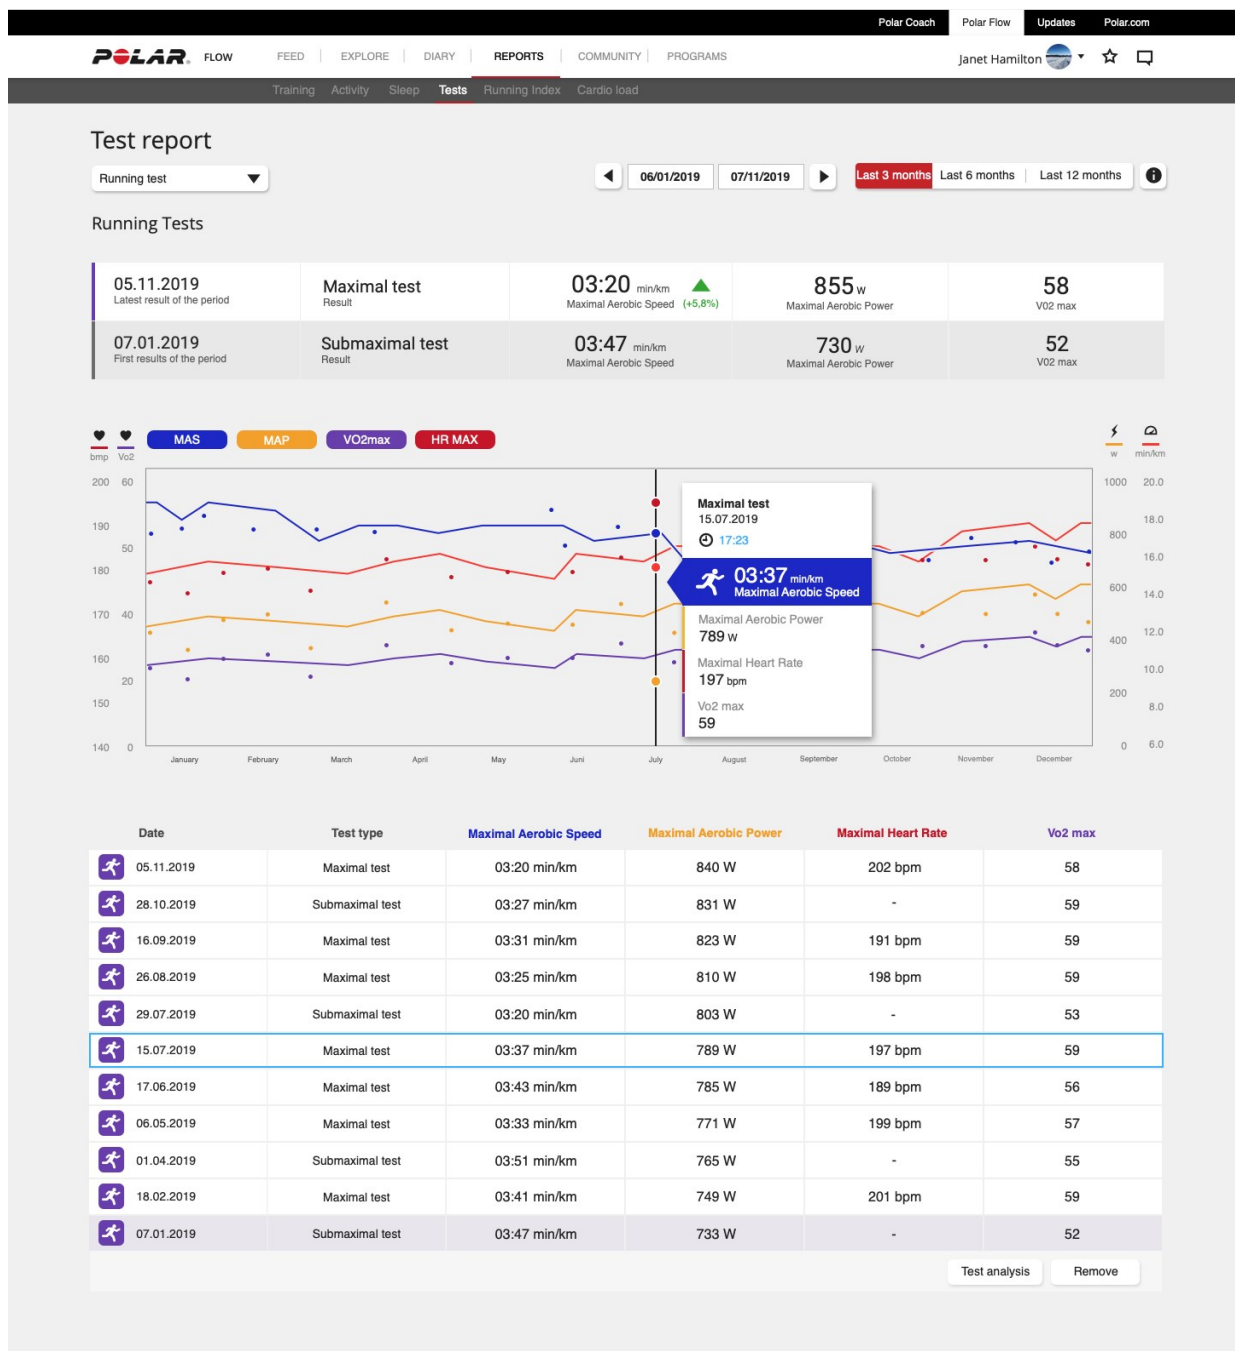 Polar Coach Polar Flow Updates Polar.com
POLAR. FLOW FEED EXPLORE DIARY REPORTS COMMUNITY PROGRAMS Janet Hamilton
Training Activity Sleep Tests Running Index Cardio load
Test report
Running test 06/01/2019 07/11/2019 Last 3 months Last 6 months Last 12 months
Running Tests
05.11.2019 Maximal test 03:20 min/km 855 w 58
Latest result of the period Result Maximal Aerobic Speed (+5,8%) Maximal Aerobic Power V02 max
07.01.2019 Submaximal test 03:47 min/km 730 w 52
First results of the period Result Maximal Aerobic Speed Maximal Aerobic Power V02 max
MAS MAP VO2max HR MAX
bmp Vo2 w min/km
200 60 1000 20.0
190 18.0
50 800 16.0
180
600 14.0
170 40
400 12.0
160 10.0
20 200
150 8.0
140 0 0 6.0
Maximal test
15.07.2019
17:23
03:37 min/km
Maximal Aerobic Speed
Maximal Aerobic Power
789 w
Maximal Heart Rate
197 bpm
Vo2 max
59
January February March April May Juni July August September October November December
Date Test type Maximal Aerobic Speed Maximal Aerobic Power Maximal Heart Rate Vo2 max
05.11.2019 Maximal test 03:20 min/km 840 W 202 bpm 58
28.10.2019 Submaximal test 03:27 min/km 831 W - 59
16.09.2019 Maximal test 03:31 min/km 823 W 191 bpm 59
26.08.2019 Maximal test 03:25 min/km 810 W 198 bpm 59
29.07.2019 Submaximal test 03:20 min/km 803 W - 53
15.07.2019 Maximal test 03:37 min/km 789 W 197 bpm 59
17.06.2019 Maximal test 03:43 min/km 785 W 189 bpm 56
06.05.2019 Maximal test 03:33 min/km 771 W 199 bpm 57
01.04.2019 Submaximal test 03:51 min/km 765 W - 55
18.02.2019 Maximal test 03:41 min/km 749 W 201 bpm 59
07.01.2019 Submaximal test 03:47 min/km 733 W - 52
Test analysis Remove